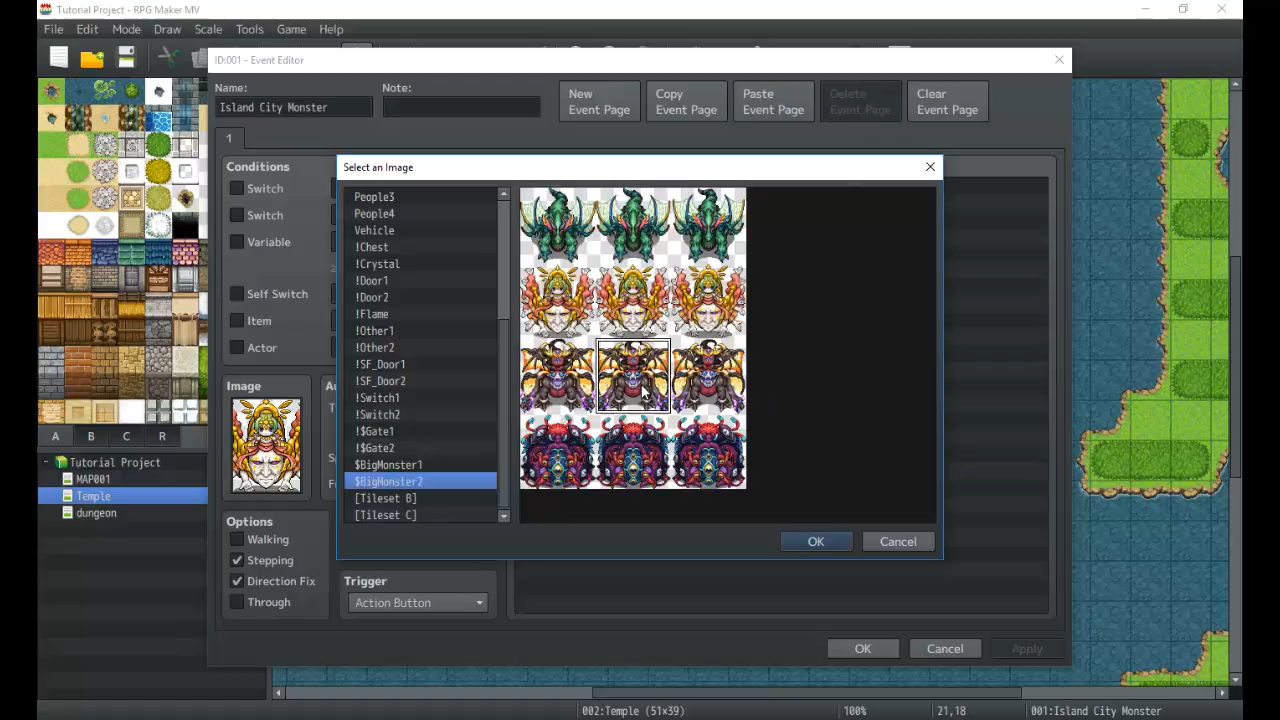 Tutorial Project - RPG Maker MV
File Edit Mode Draw Scale Tools Game Help
ID:001 - Event Editor
Name:
Note:
Island City Monster
New
Event Page
Copy
Event Page
Paste
Event Page
Delete
Event Page
Clear
Event Page
1
Conditions
Switch
Switch
Variable
Self Switch
Item
Actor
Image
Options
Walking
Stepping
Direction Fix
Through
Select an Image
People3
People4
Vehicle
!Chest
!Crystal
!Door1
!Door2
!Flame
!Other1
!Other2
!SF_Door1
!SF_Door2
!Switch1
!Switch2
!$Gate1
!$Gate2
$BigMonster1
$BigMonster2
[Tileset B]
[Tileset C]
OK
Cancel
Trigger
Action Button
OK
Cancel
Apply
A B C R
Tutorial Project
MAP001
Temple
dungeon
002:Temple (51x39)
100%
21,18
001:Island City Monster